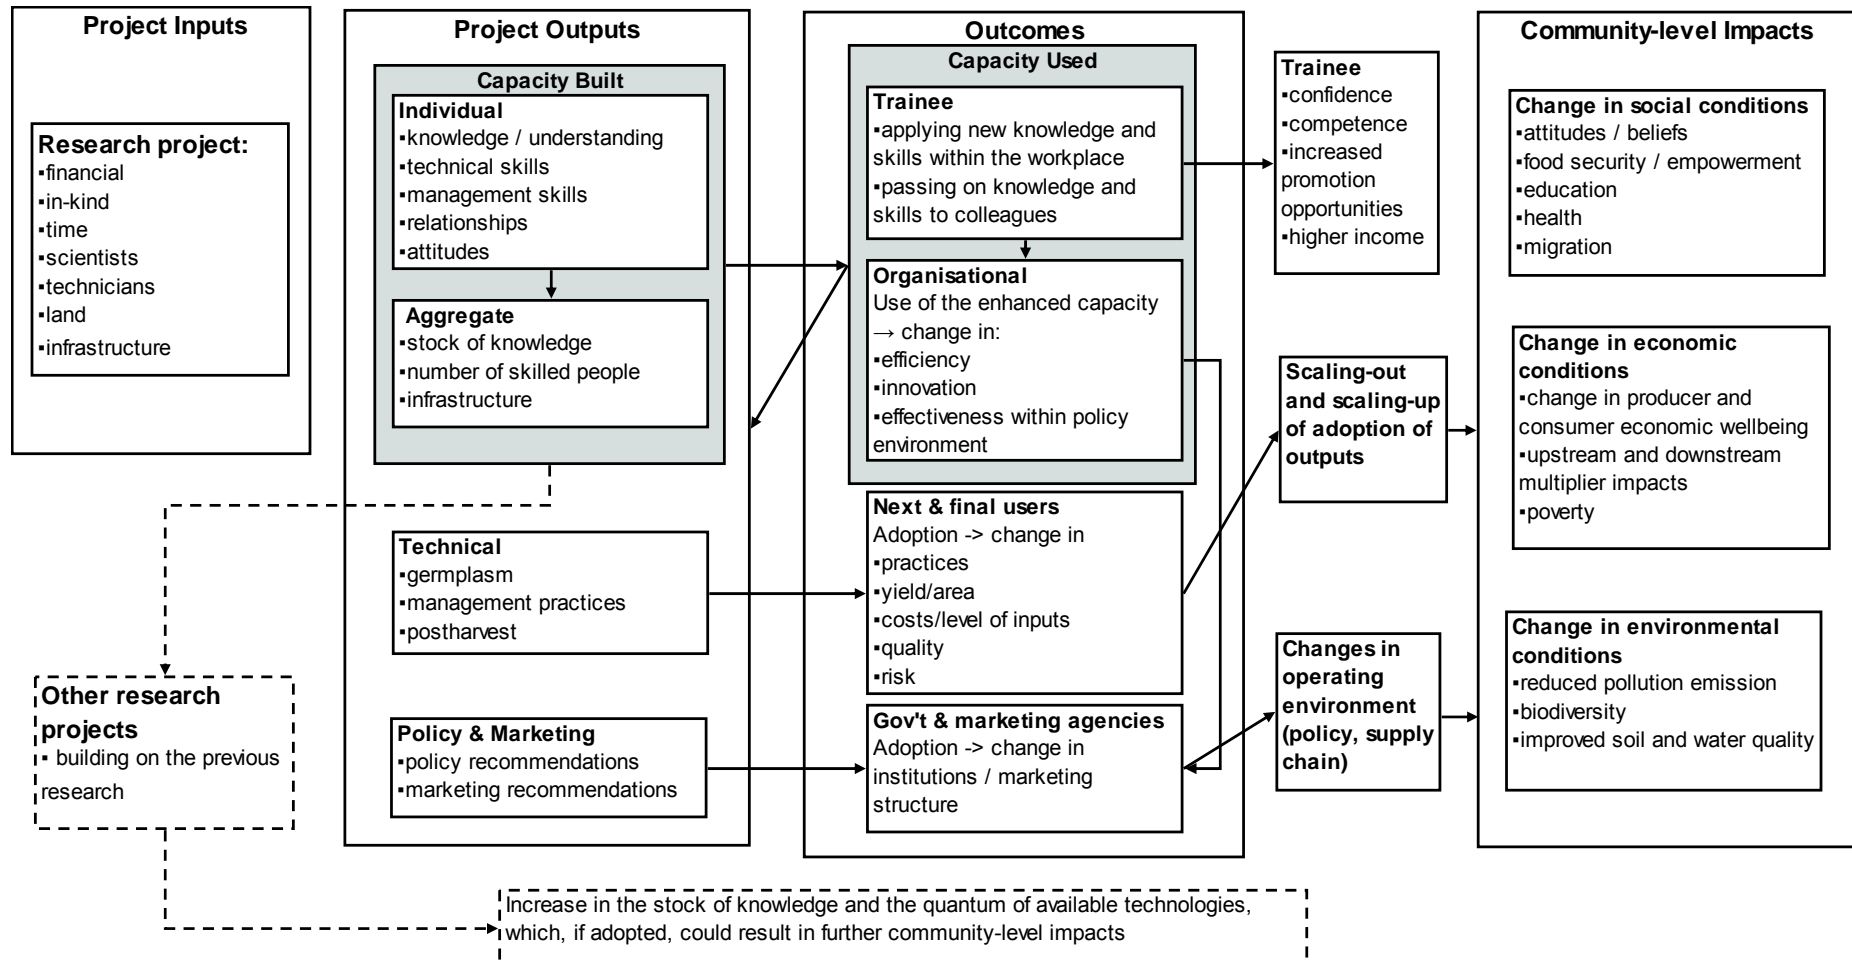 Project Inputs
Research project:
▪financial
▪in-kind
▪time
▪scientists
▪technicians
▪land
▪infrastructure
Project Outputs
Capacity Built
Individual
▪knowledge / understanding
▪technical skills
▪management skills
▪relationships
▪attitudes
Aggregate
▪stock of knowledge
▪number of skilled people
▪infrastructure
Technical
▪germplasm
▪management practices
▪postharvest
Policy & Marketing
▪policy recommendations
▪marketing recommendations
Outcomes
Capacity Used
Trainee
▪applying new knowledge and
skills within the workplace
▪passing on knowledge and
skills to colleagues
Organisational
Use of the enhanced capacity
→ change in:
▪efficiency
▪innovation
▪effectiveness within policy
environment
Next & final users
Adoption -> change in
▪practices
▪yield/area
▪costs/level of inputs
▪quality
▪risk
Gov't & marketing agencies
Adoption -> change in
institutions / marketing
structure
Trainee
▪confidence
▪competence
▪increased
promotion
opportunities
▪higher income
Scaling-out
and scaling-up
of adoption of
outputs
Changes in
operating
environment
(policy, supply
chain)
Community-level Impacts
Change in social conditions
▪attitudes / beliefs
▪food security / empowerment
▪education
▪health
▪migration
Change in economic
conditions
▪change in producer and
consumer economic wellbeing
▪upstream and downstream
multiplier impacts
▪poverty
Change in environmental
conditions
▪reduced pollution emission
▪biodiversity
▪improved soil and water quality
Other research
projects
▪ building on the previous
research
Increase in the stock of knowledge and the quantum of available technologies,
which, if adopted, could result in further community-level impacts